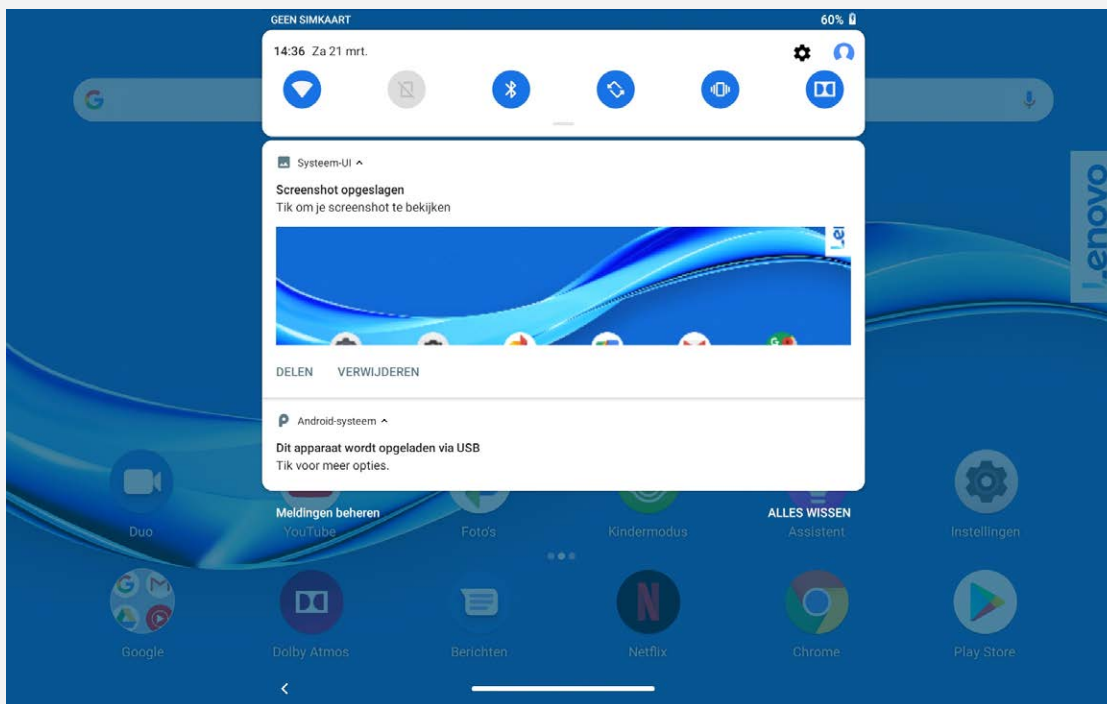 GEEN SIMKAART
60%
14:36 Za 21 mrt.
Systeem-UI
Screenshot opgeslagen
Tik om je screenshot te bekijken
DELEN VERWIJDEREN
Android-systeem
Dit apparaat wordt opgeladen via USB
Tik voor meer opties.
Meldingen beheren
ALLES WISSEN
Lenovo
Duo
YouTube
Foto's
Kindermodus
Assistent
Instellingen
Google
Dolby Atmos
Berichten
Netflix
Chrome
Play Store